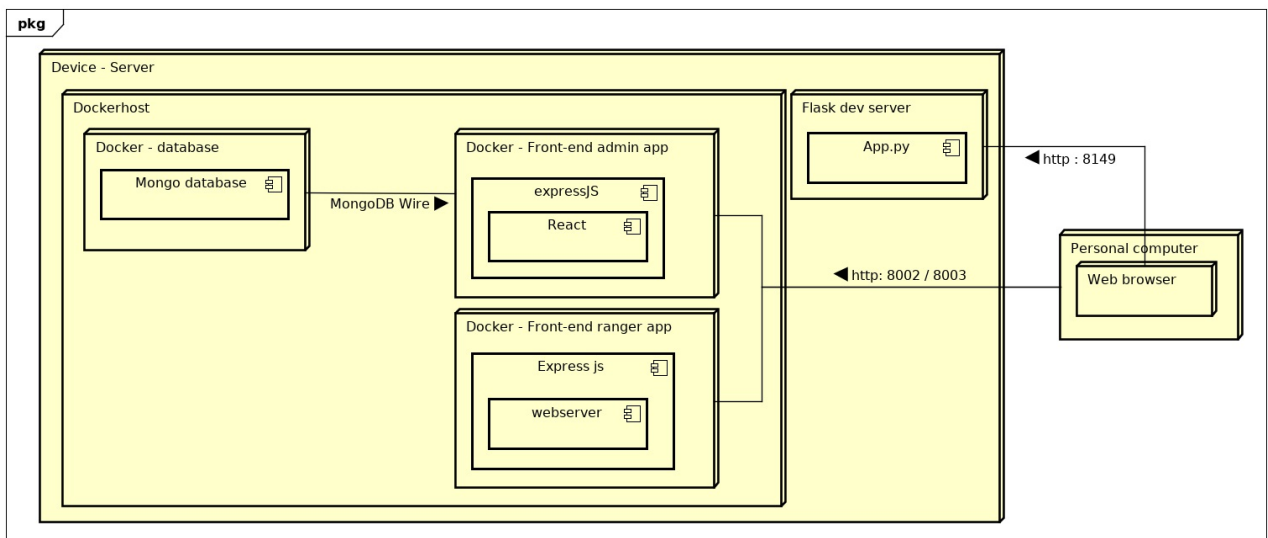 pkg
Device - Server
Dockerhost
Docker - database
Mongo database
MongoDB Wire ▶
Docker - Front-end admin app
expressJS
React
Docker - Front-end ranger app
Express js
webserver
Flask dev server
App.py
◀ http : 8149
◀ http: 8002 / 8003
Personal computer
Web browser